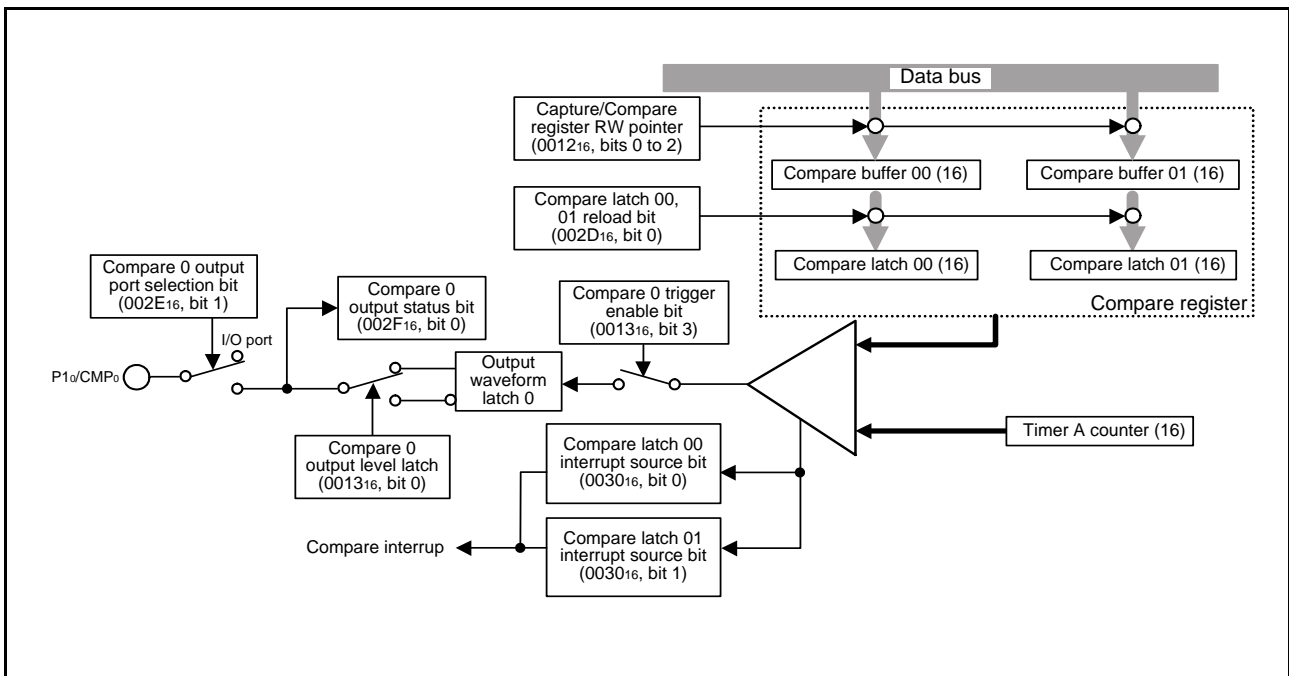 Data bus
Capture/Compare
register RW pointer
(0012₁₆, bits 0 to 2)
Compare buffer 00 (16)
Compare buffer 01 (16)
Compare latch 00,
01 reload bit
(002D₁₆, bit 0)
Compare latch 00 (16)
Compare latch 01 (16)
Compare register
Compare 0 output
port selection bit
(002E₁₆, bit 1)
Compare 0
output status bit
(002F₁₆, bit 0)
Compare 0 trigger
enable bit
(0013₁₆, bit 3)
I/O port
P1₀/CMP₀
Output
waveform
latch 0
Compare 0
output level latch
(0013₁₆, bit 0)
Timer A counter (16)
Compare latch 00
interrupt source bit
(0030₁₆, bit 0)
Compare interrup
Compare latch 01
interrupt source bit
(0030₁₆, bit 1)